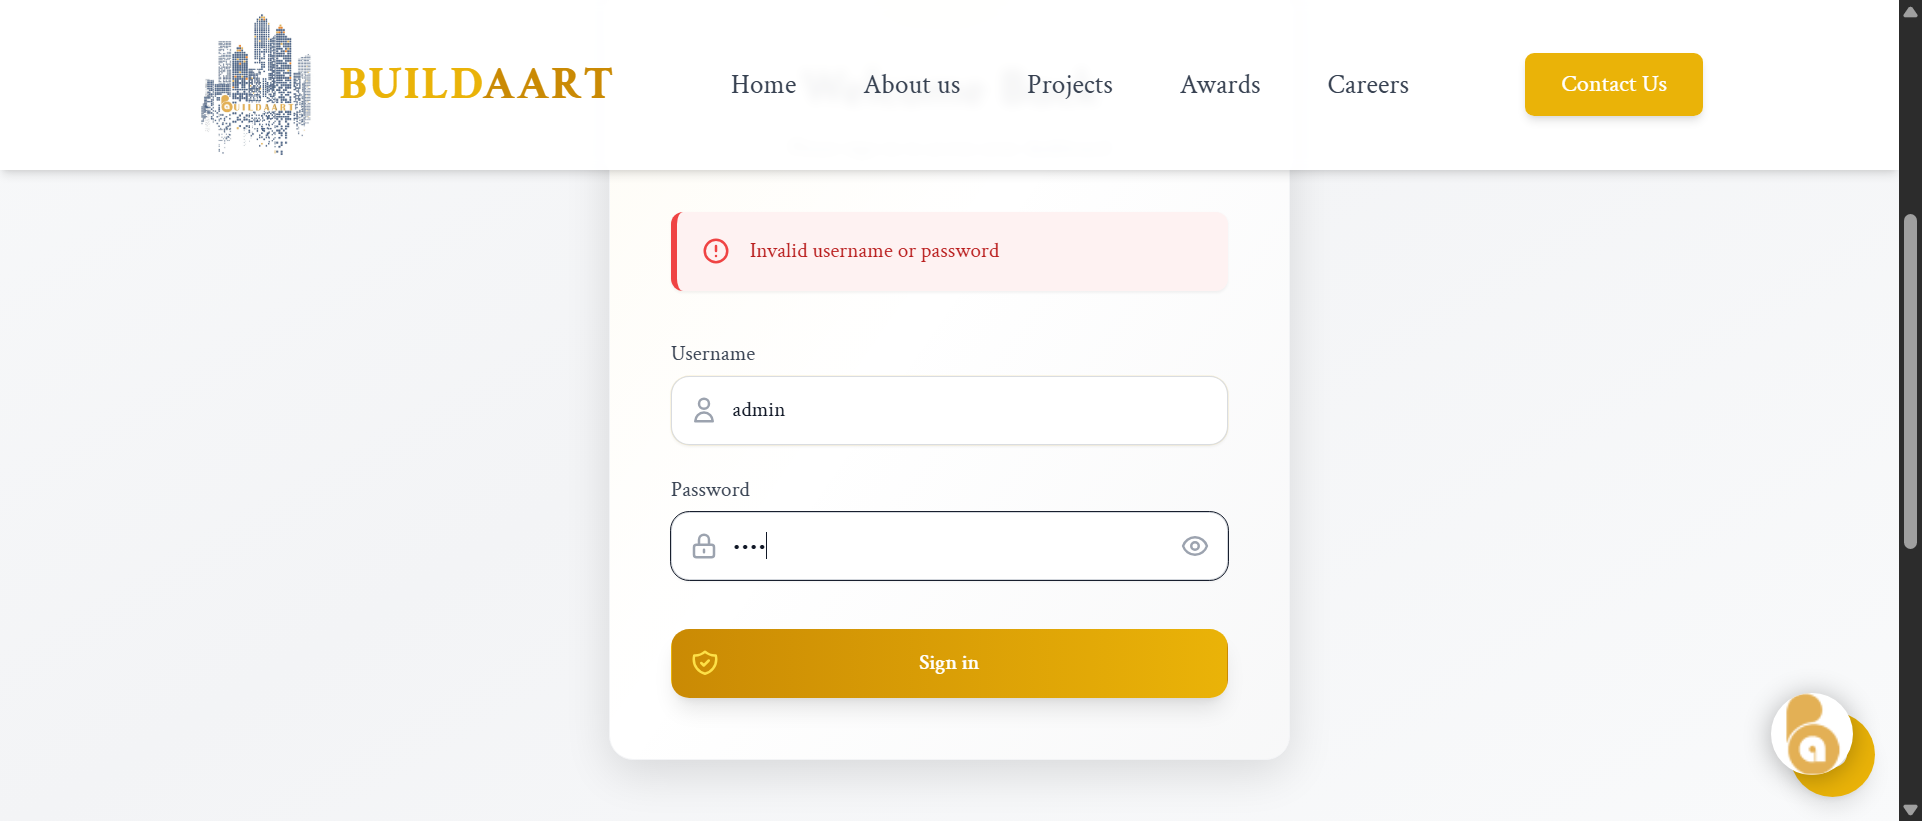 BUILDAART
BUILDAART
Home
About us
Projects
Awards
Careers
Contact Us
Invalid username or password
Username
admin
Password
Sign in
ba